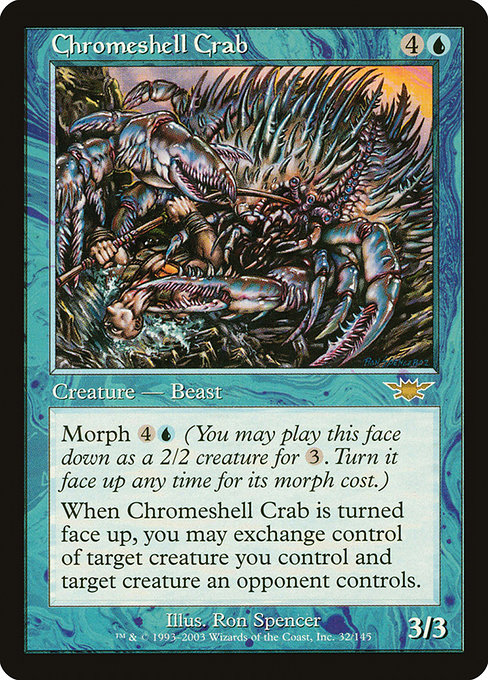 Chromeshell Crab 4
Creature — Beast
Morph 4 (You may play this face
down as a 2/2 creature for 3. Turn it
face up any time for its morph cost.)
When Chromeshell Crab is turned
face up, you may exchange control
of target creature you control and
target creature an opponent controls.
Illus. Ron Spencer
3/3
™ & © 1993-2003 Wizards of the Coast, Inc. 32/145